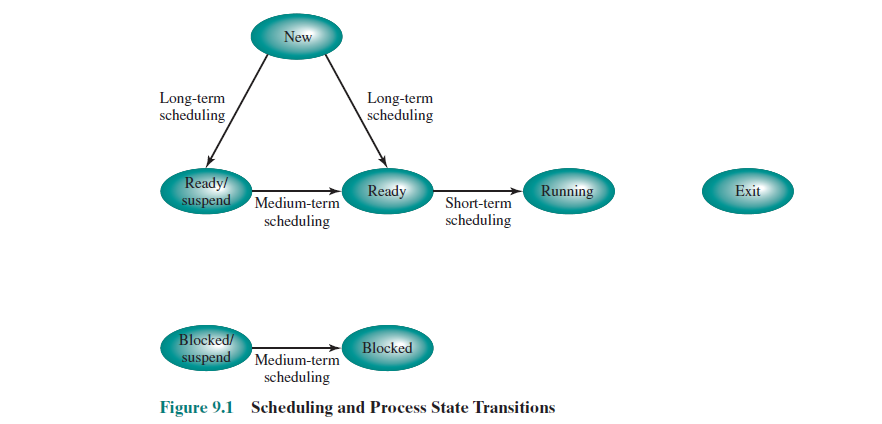 New
Long-term
scheduling
Long-term
scheduling
Ready/
suspend
Medium-term
scheduling
Ready
Short-term
scheduling
Running
Exit
Blocked/
suspend
Medium-term
scheduling
Blocked
Figure 9.1 Scheduling and Process State Transitions